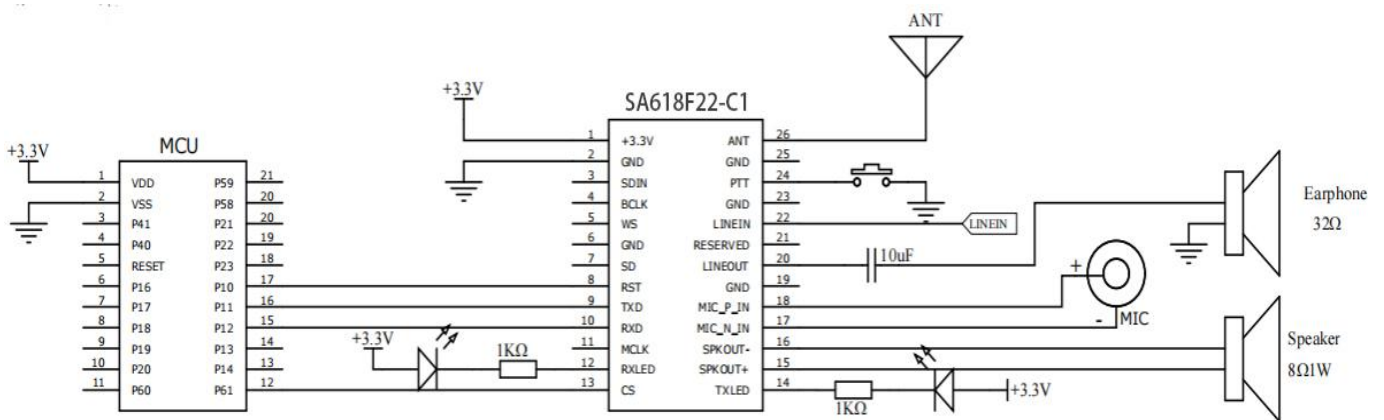 ANT
+3.3V
SA618F22-C1
MCU
+3.3V
1 VDD P59 21
2 VSS P58 20
3 P41 P21 20
4 P40 P22 19
5 RESET P23 18
6 P16 P10 17
7 P17 P11 16
8 P18 P12 15
9 P19 P13 14
10 P20 P14 13
11 P60 P61 12
+3.3V
1KΩ
1 +3.3V ANT 26
2 GND GND 25
3 SDIN PTT 24
4 BCLK GND 23
5 WS LINEIN 22
6 GND RESERVED 21
7 SD LINEOUT 20
8 RST GND 19
9 TXD MIC_P_IN 18
10 RXD MIC_N_IN 17
11 MCLK SPKOUT- 16
12 RXLED SPKOUT+ 15
13 CS TXLED 14
LINEIN
10uF
Earphone
32Ω
+
- MIC
Speaker
8Ω1W
1KΩ
+3.3V